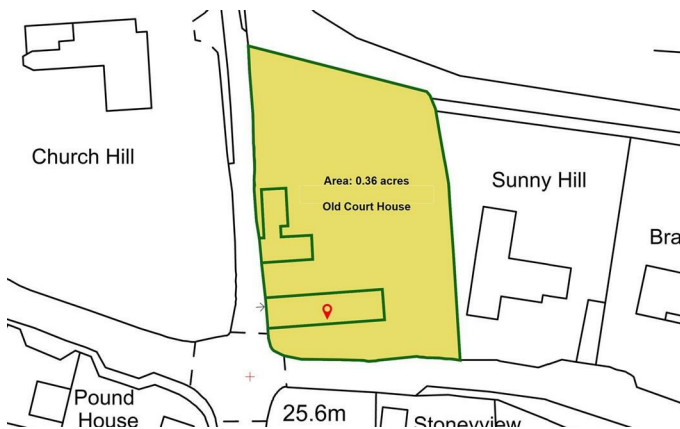 Church Hill
Area: 0.36 acres
Old Court House
Sunny Hill
Bra
Pound
House
25.6m
Stoneyview